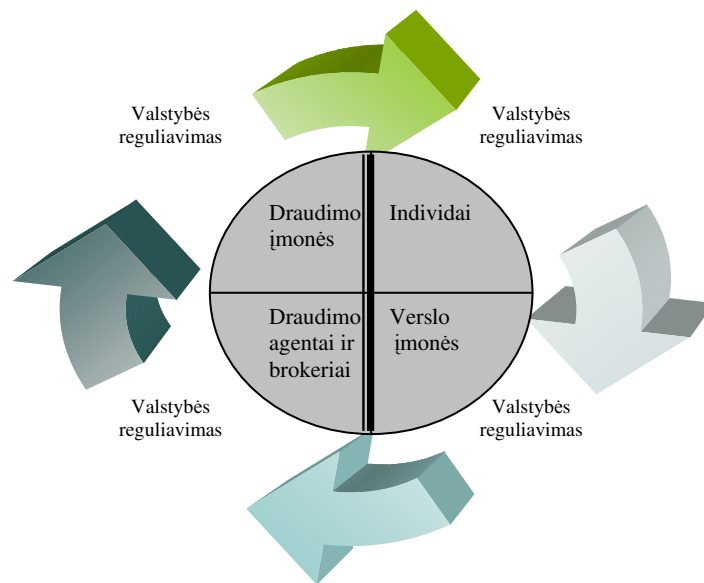 Valstybės
reguliavimas
Valstybės
reguliavimas
Draudimo
įmonės
Individai
Draudimo
agentai ir
brokeriai
Verslo
įmonės
Valstybės
reguliavimas
Valstybės
reguliavimas